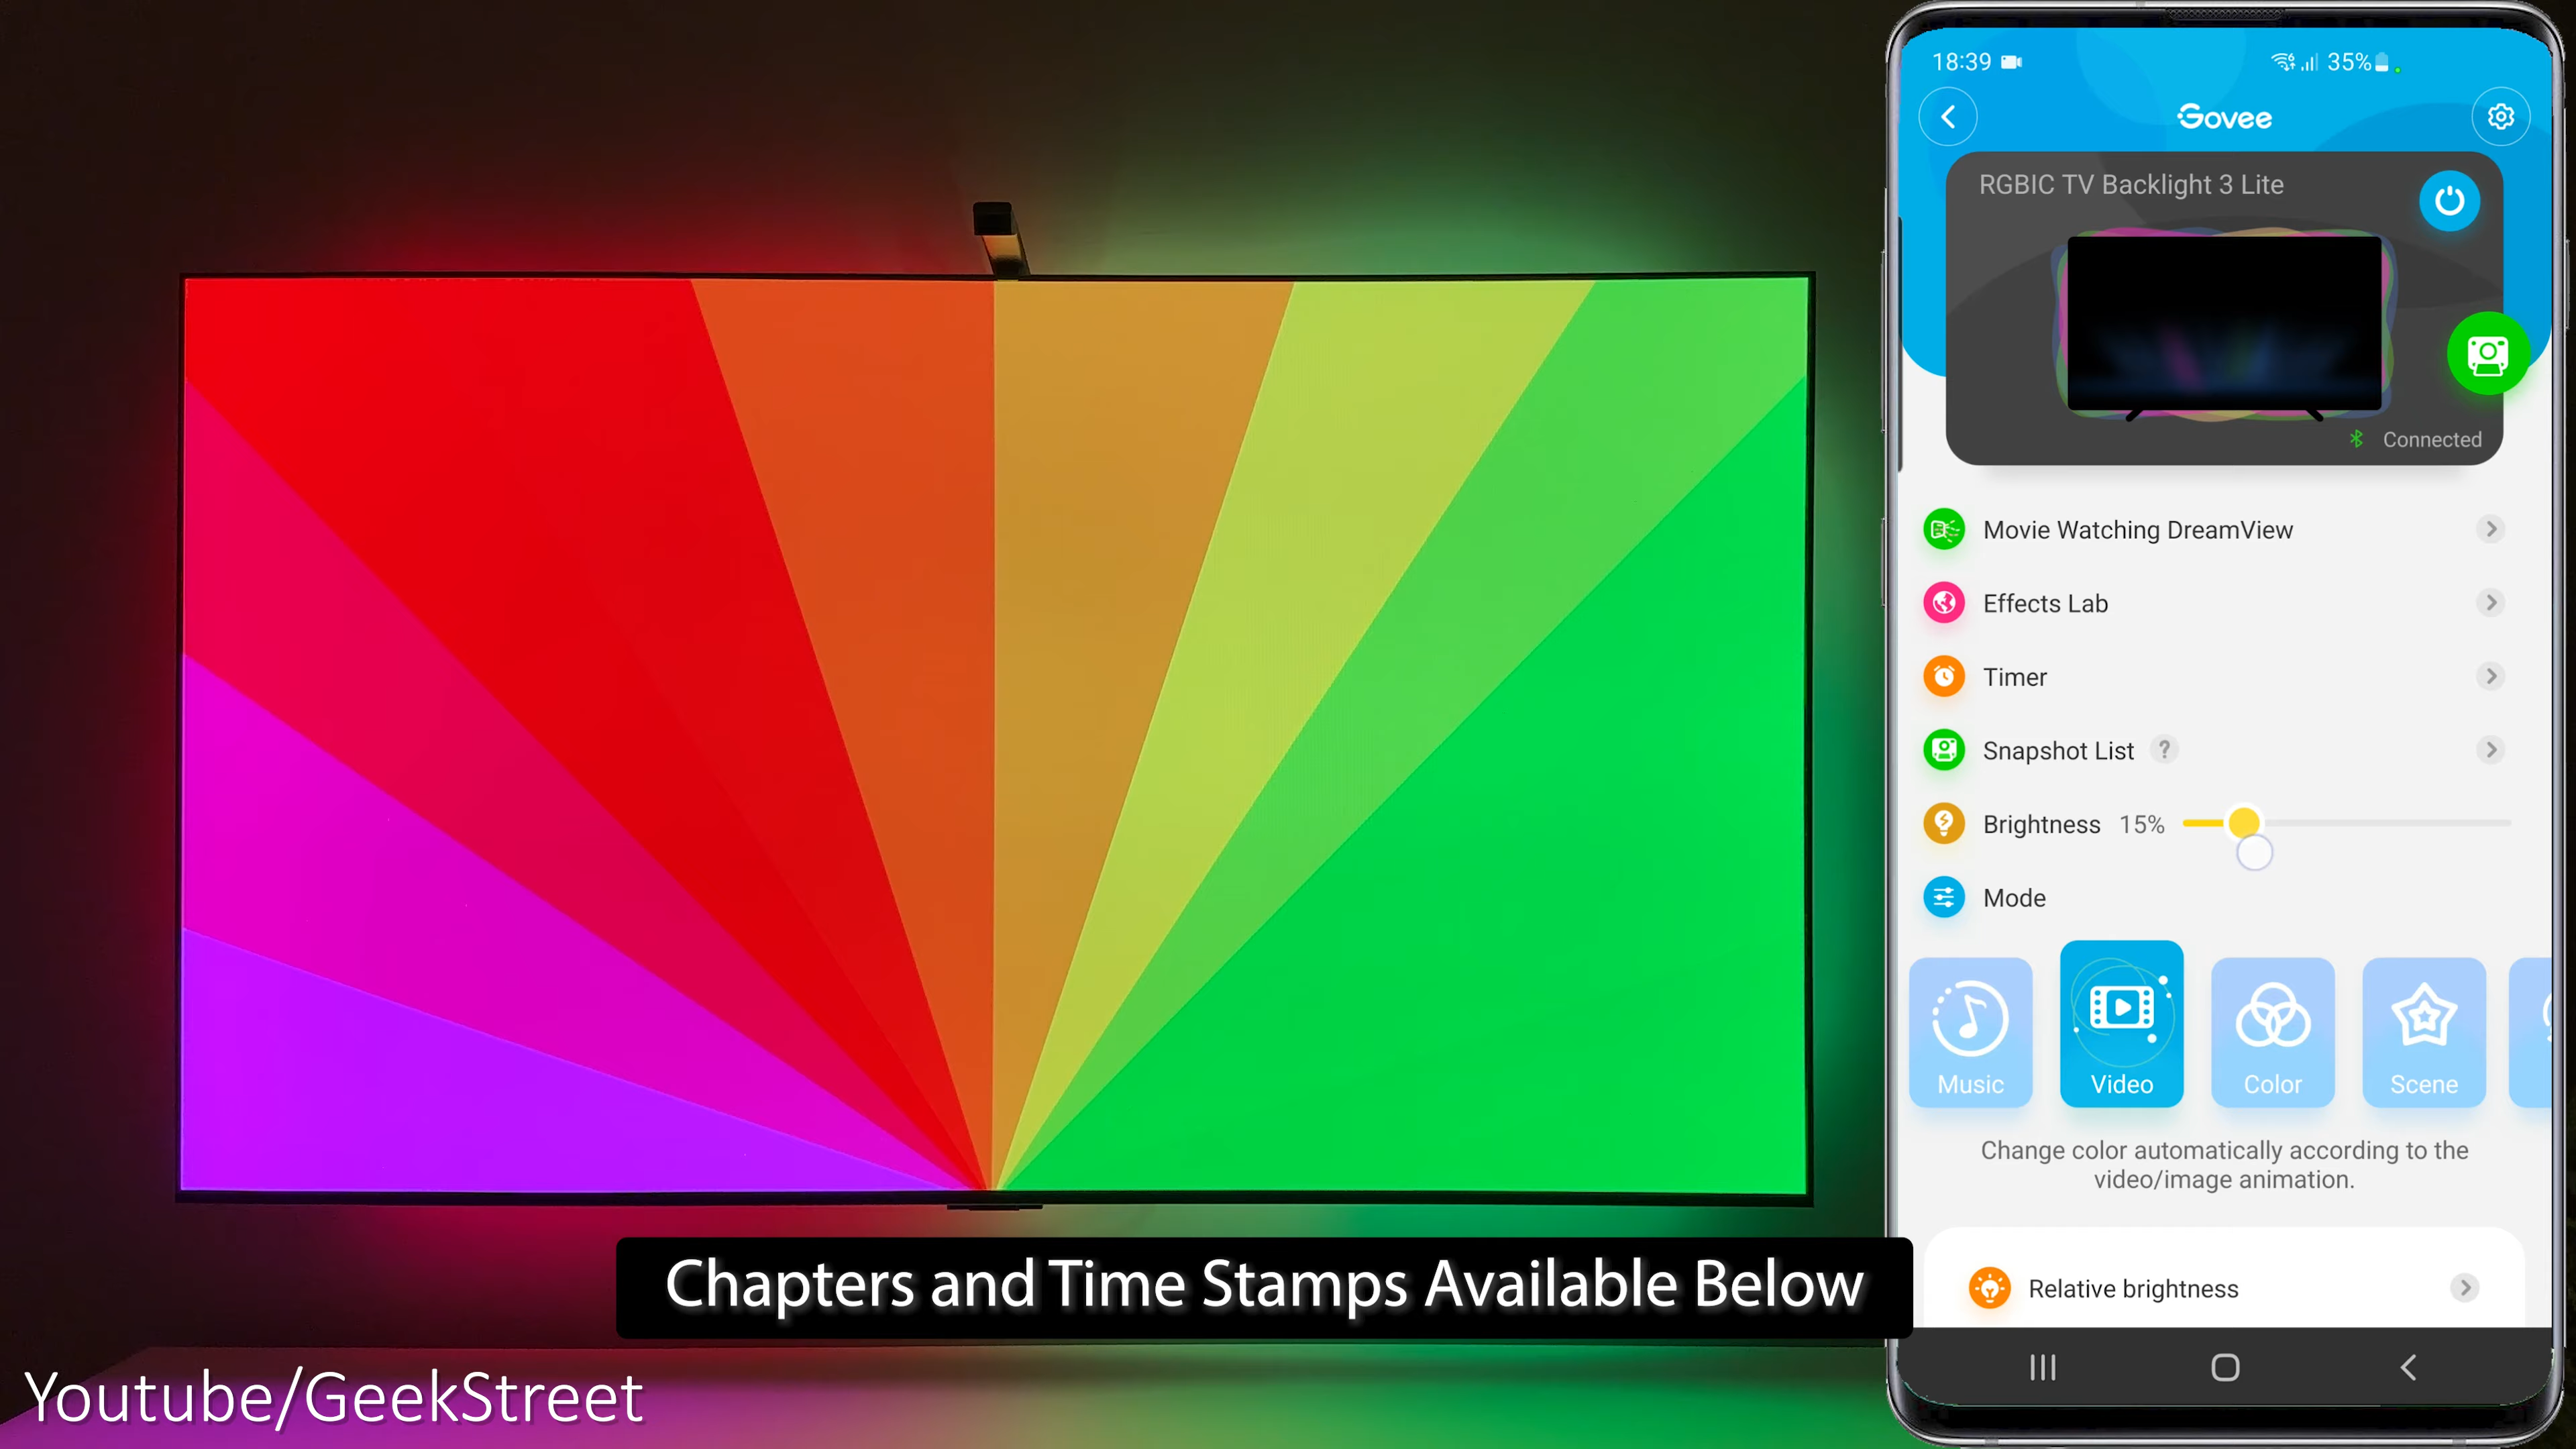 18:39
35%
Govee
RGBIC TV Backlight 3 Lite
Connected
Movie Watching DreamView
Effects Lab
Timer
Snapshot List ?
Brightness 15%
Mode
Music
Video
Color
Scene
Change color automatically according to the
video/image animation.
Relative brightness
Chapters and Time Stamps Available Below
Youtube/GeekStreet